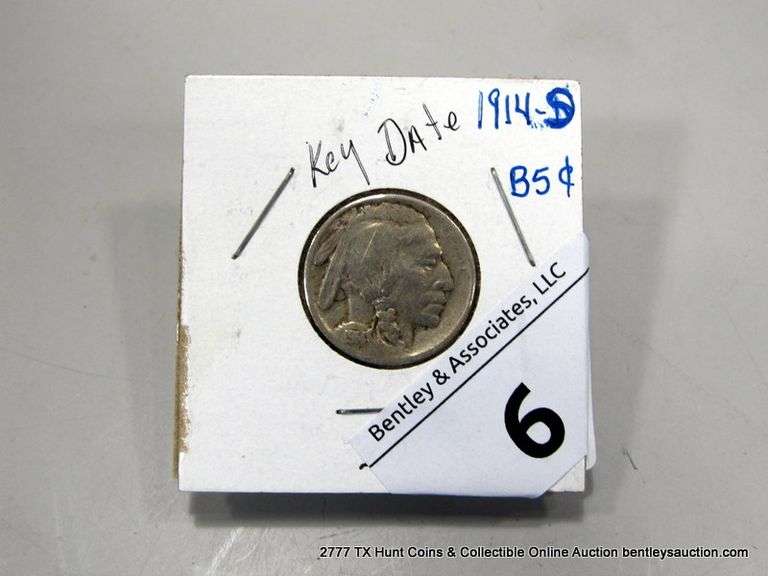 Key Date 1914-D
B5¢
Bentley & Associates, LLC
6
2777 TX Hunt Coins & Collectible Online Auction bentleysauction.com